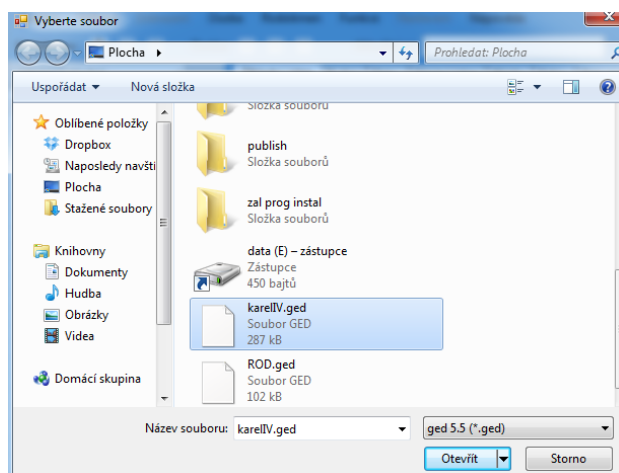 Vyberte soubor
Plocha
Prohledat: Plocha
Uspořádat
Nová složka
Oblíbené položky
Dropbox
Naposledy navšti
Plocha
Stažené soubory
Knihovny
Dokumenty
Hudba
Obrázky
Videa
Domácí skupina
Složka souborů
publish
Složka souborů
zal prog instal
Složka souborů
data (E) – zástupce
Zástupce
450 bajtů
karelIV.ged
Soubor GED
287 kB
ROD.ged
Soubor GED
102 kB
Název souboru: karelIV.ged
ged 5.5 (*.ged)
Otevřít
Storno